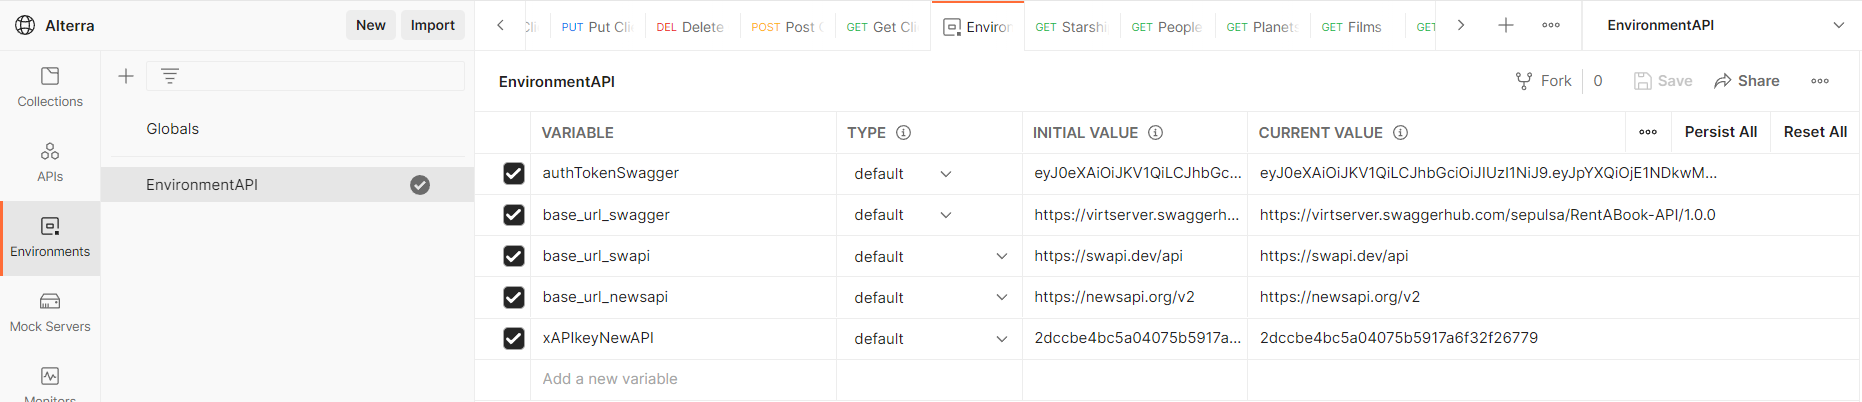 Alterra
New
Import
PUT Put Cli
DEL Delete
POST Post
GET Get Cli
Environ
GET Starshi
GET People
GET Planets
GET Films
GET
EnvironmentAPI
Collections
APIs
Environments
Mock Servers
Monitors
Globals
EnvironmentAPI
EnvironmentAPI
Fork 0
Save
Share
VARIABLE TYPE INITIAL VALUE CURRENT VALUE Persist All Reset All
authTokenSwagger default eyJ0eXAiOiJKV1QiLCJhbGc... eyJ0eXAiOiJKV1QiLCJhbGciOiJIUzI1NiJ9.eyJpYXQiOjE1NDkwM...
base_url_swagger default https://virtserver.swaggerh... https://virtserver.swaggerhub.com/sepulsa/RentABook-API/1.0.0
base_url_swapi default https://swapi.dev/api https://swapi.dev/api
base_url_newsapi default https://newsapi.org/v2 https://newsapi.org/v2
xAPIkeyNewAPI default 2dccbe4bc5a04075b5917a... 2dccbe4bc5a04075b5917a6f32f26779
Add a new variable